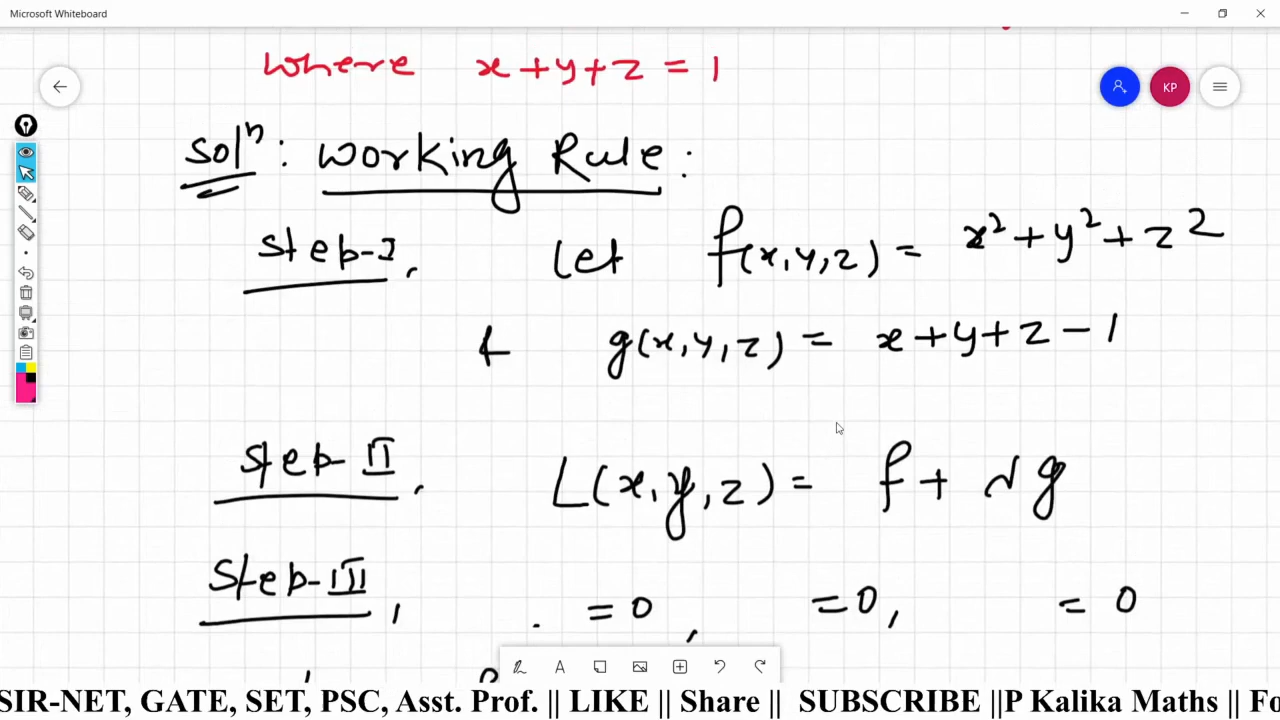 Microsoft Whiteboard
where x+y+z = 1
KP
Solⁿ: Working Rule:
Step-I, Let f(x,y,z) = x²+y²+z²
& g(x,y,z) = x+y+z-1
Step-II, L(x,y,z) = f+λg
Step-III, =0, =0, =0
A
SIR-NET, GATE, SET, PSC, Asst. Prof. || LIKE || Share || SUBSCRIBE ||P Kalika Maths || Fo